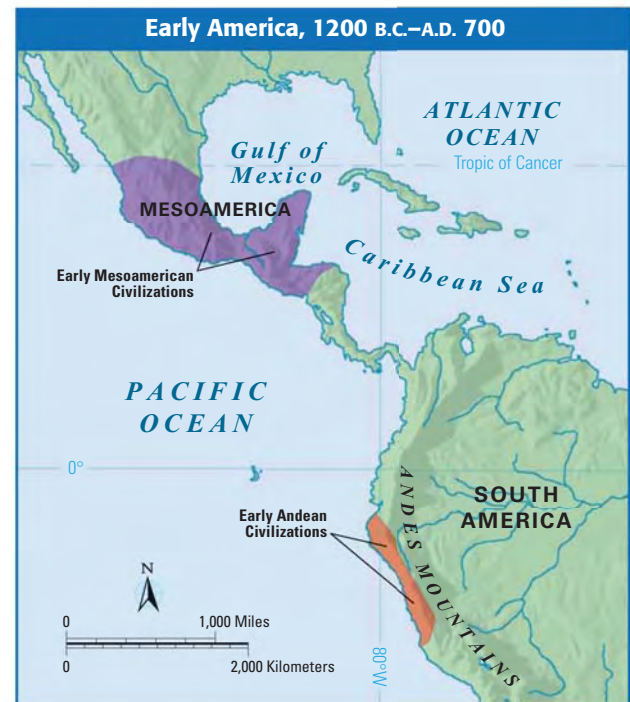 Early America, 1200 B.C.–A.D. 700
ATLANTIC
OCEAN
Tropic of Cancer
Gulf of
Mexico
MESOAMERICA
Caribbean Sea
Early Mesoamerican
Civilizations
PACIFIC
OCEAN
0°
ANDES MOUNTAINS
SOUTH
AMERICA
Early Andean
Civilizations
N
0 1,000 Miles
0 2,000 Kilometers
80°W